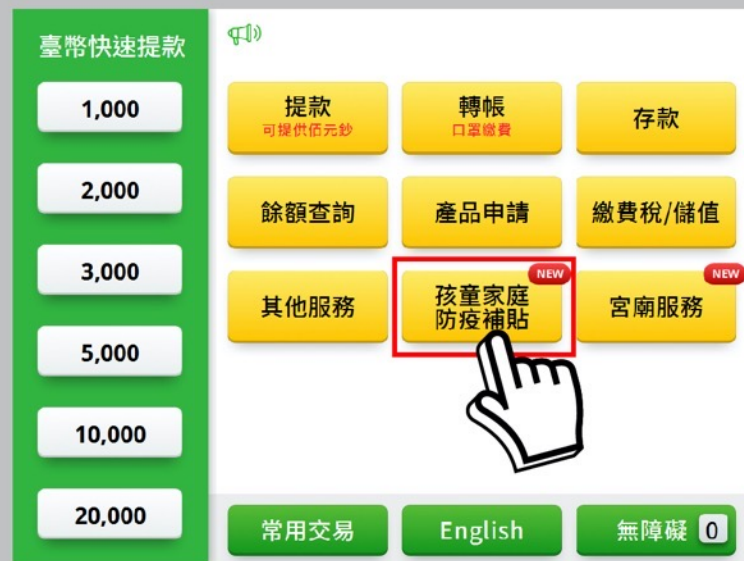 臺幣快速提款
1,000
2,000
3,000
5,000
10,000
20,000
提款
可提供佰元鈔
轉帳
口罩繳費
存款
餘額查詢
產品申請
繳費稅/儲值
其他服務
NEW
孩童家庭
防疫補貼
NEW
宮廟服務
常用交易
English
無障礙 0